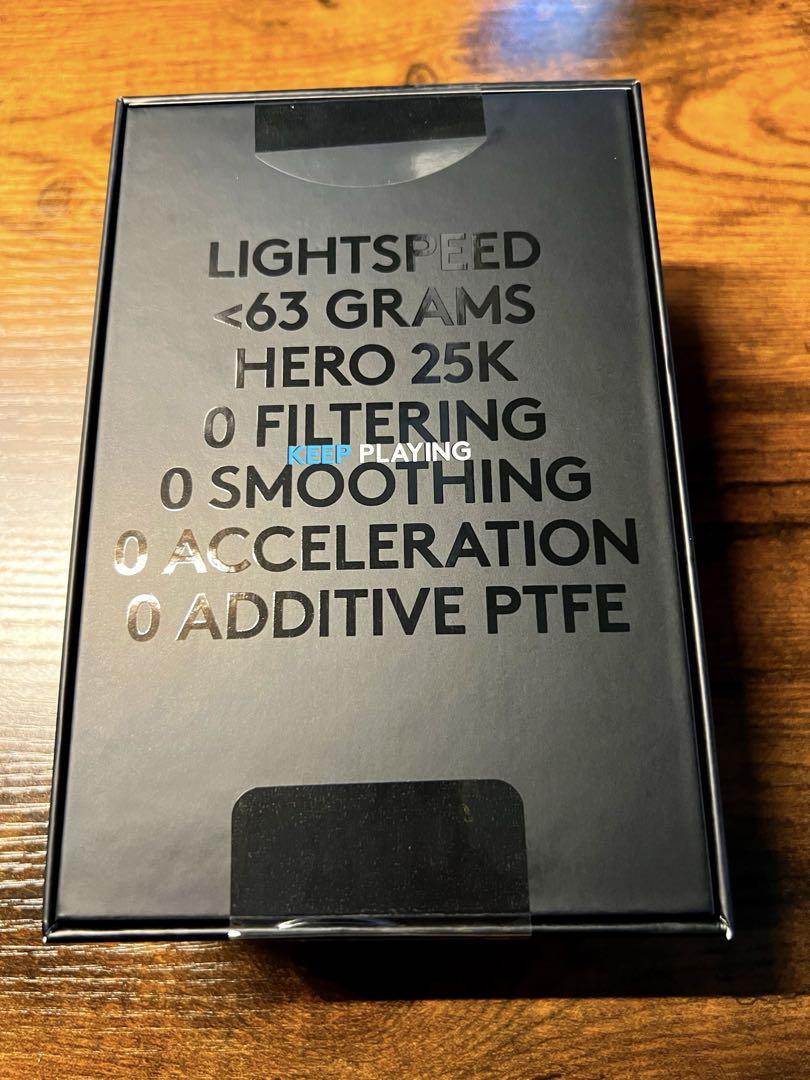 LIGHTSPEED
<63 GRAMS
HERO 25K
0 FILTERING
KEEP PLAYING
0 SMOOTHING
0 ACCELERATION
0 ADDITIVE PTFE